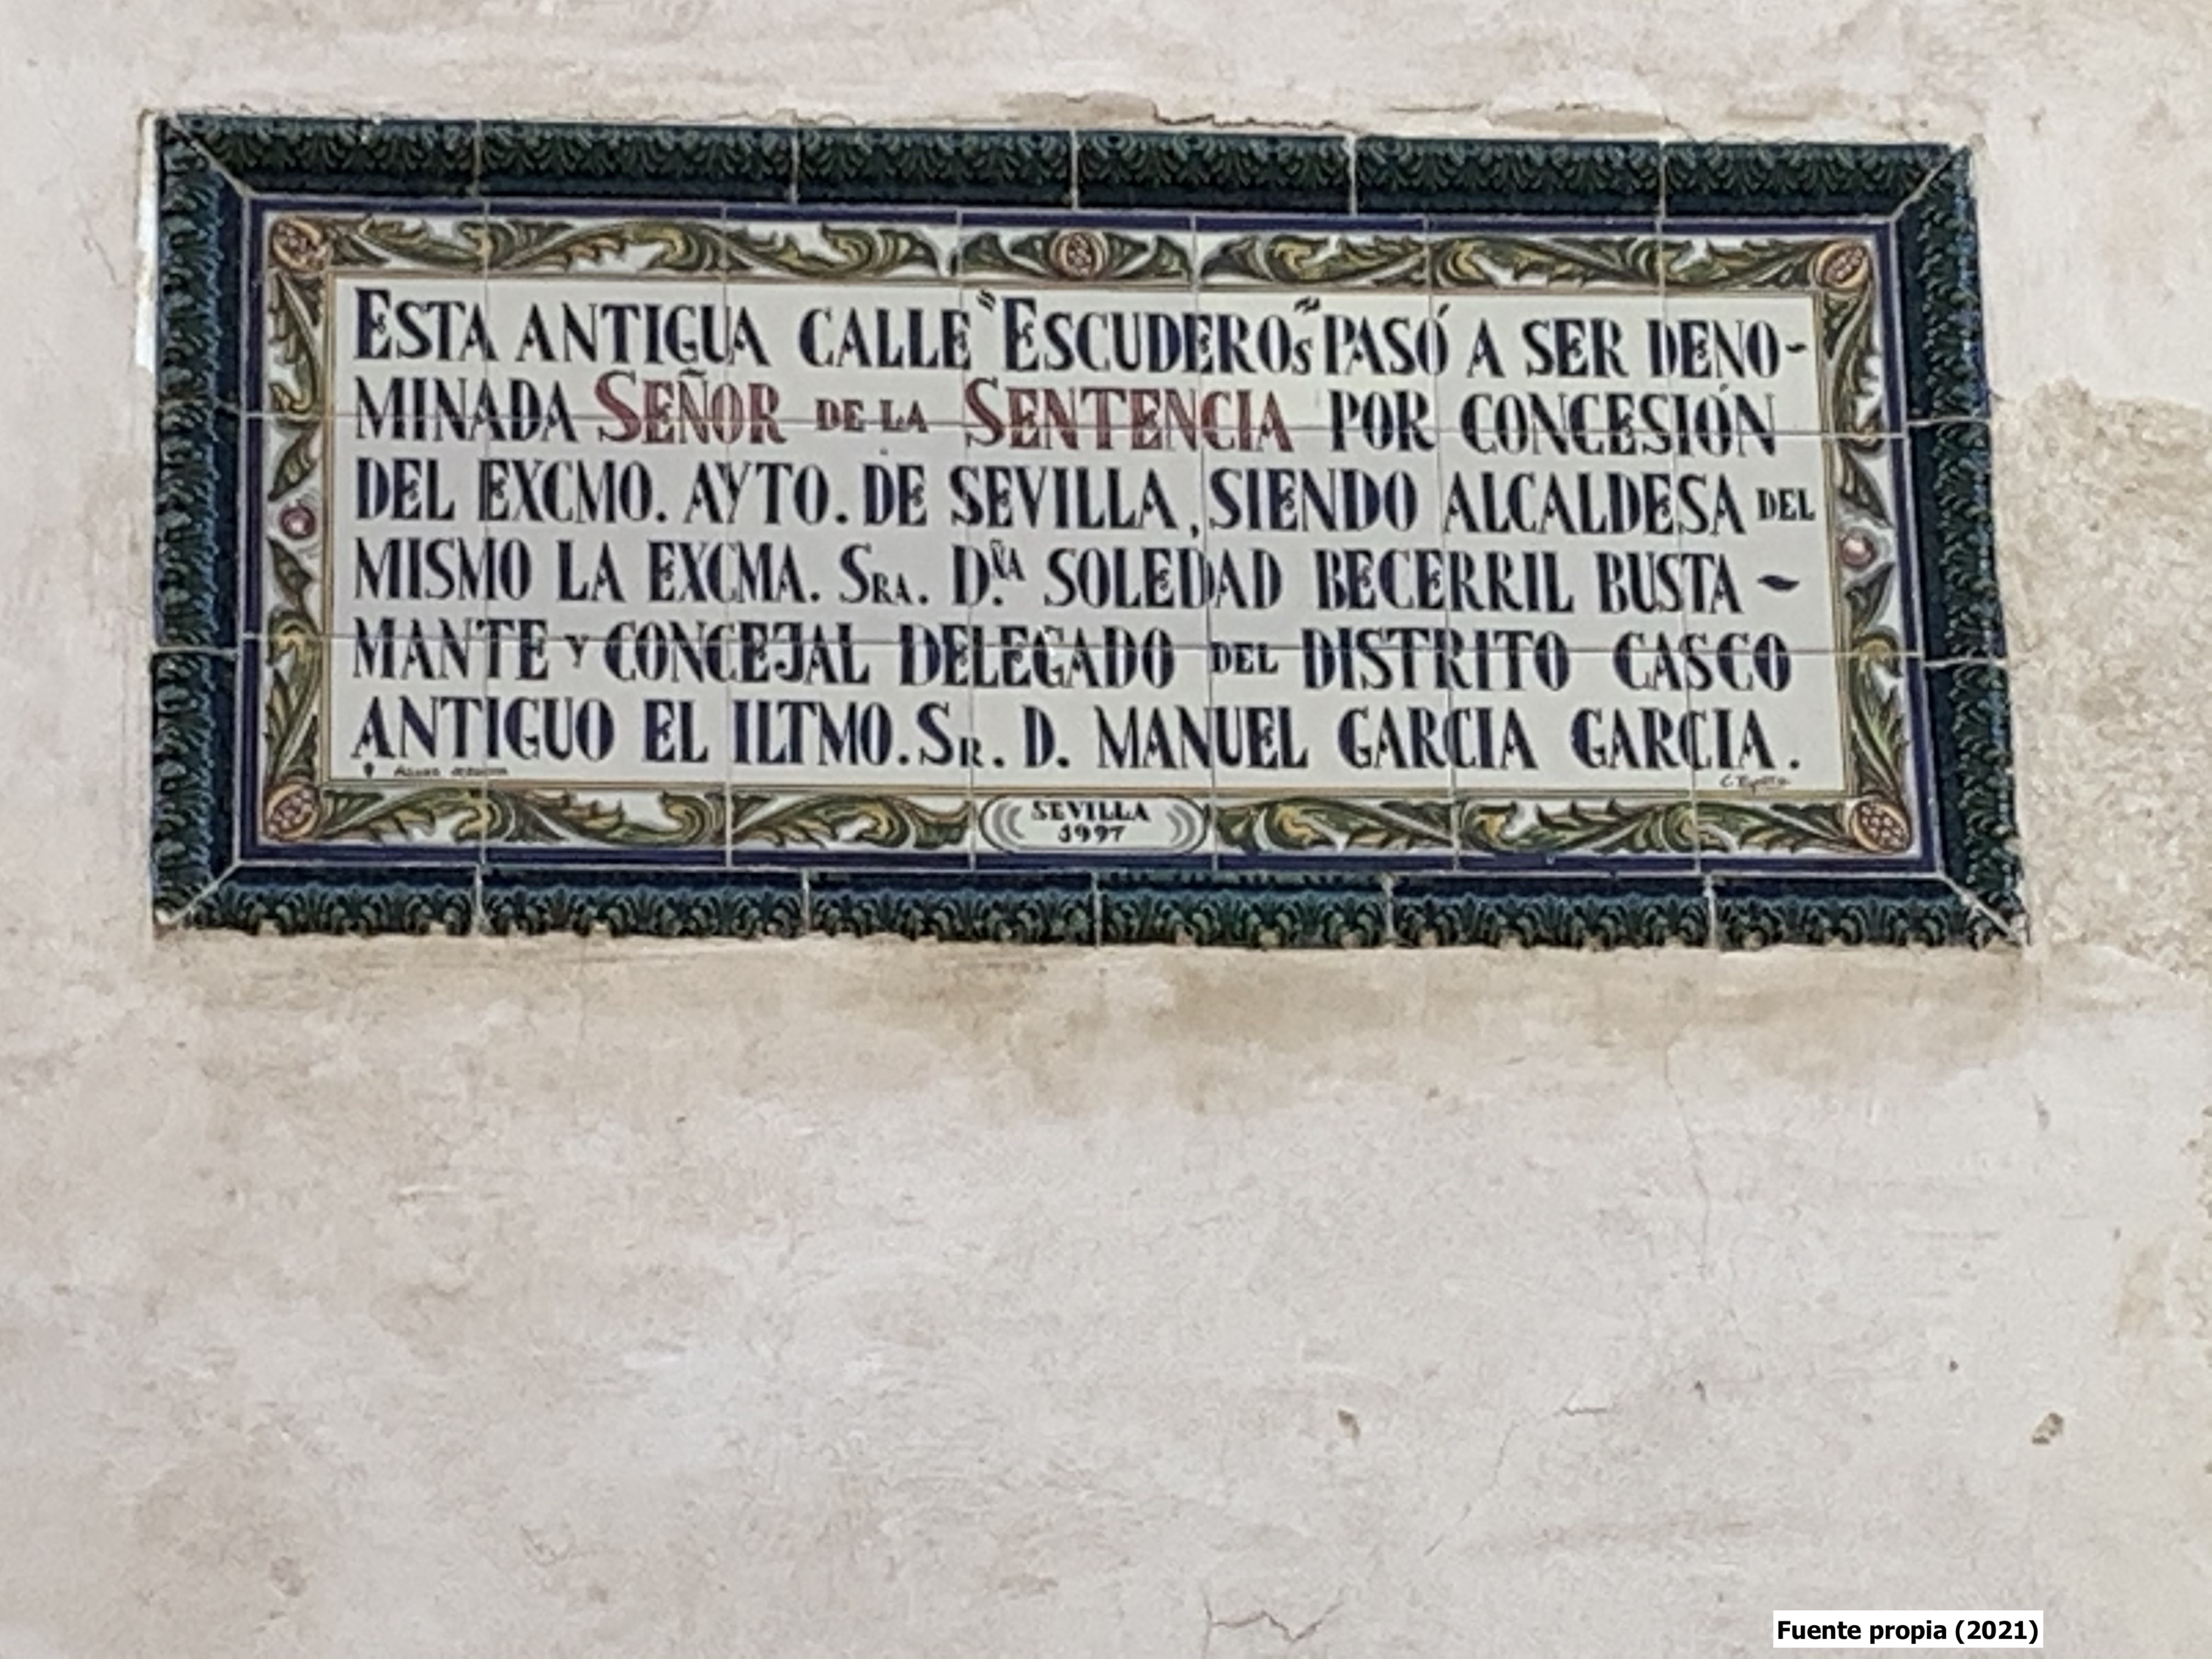 ESTA ANTIGUA CALLE "ESCUDEROS" PASÓ A SER DENO-
MINADA SEÑOR DE LA SENTENCIA POR CONCESIÓN
DEL EXCMO. AYTO. DE SEVILLA, SIENDO ALCALDESA DEL
MISMO LA EXCMA. SRA. D.ÑA SOLEDAD BECERRIL BUSTA-
MANTE Y CONCEJAL DELEGADO DEL DISTRITO CASCO
ANTIGUO EL ILTMO. SR. D. MANUEL GARCIA GARCIA.
SEVILLA
1997
Fuente propia (2021)